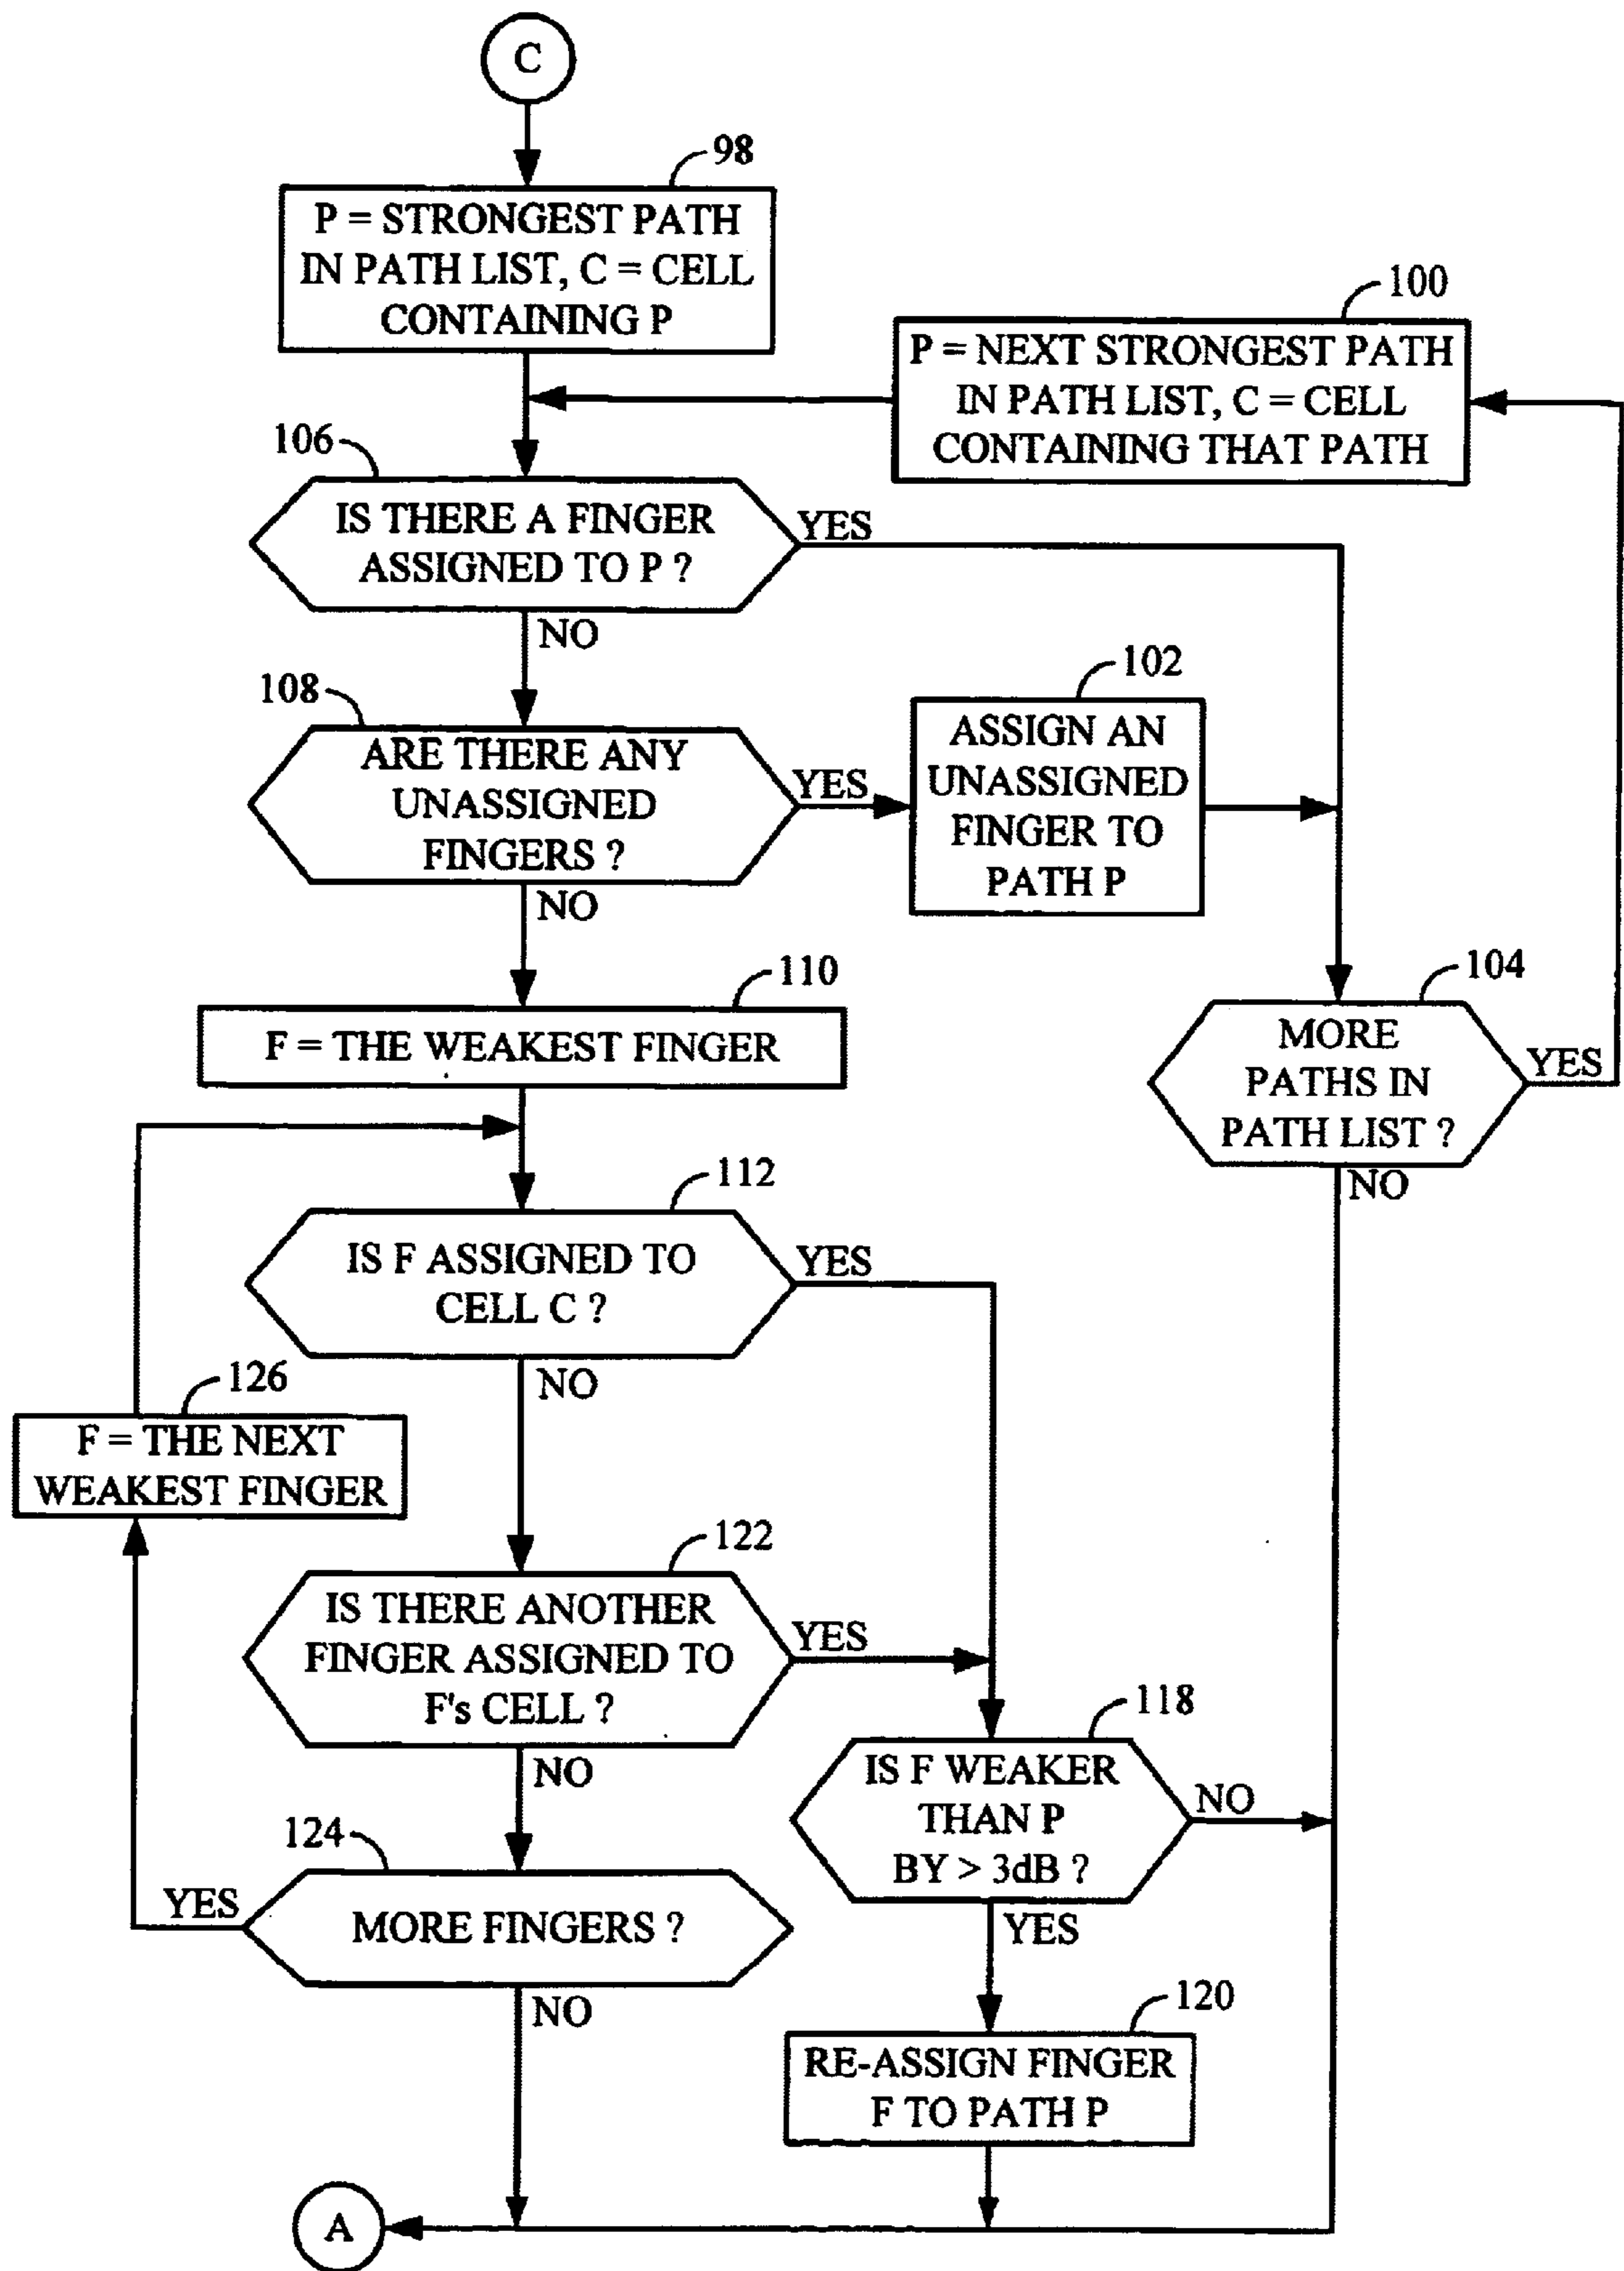 C
98
P = STRONGEST PATH
IN PATH LIST, C = CELL
CONTAINING P
100
P = NEXT STRONGEST PATH
IN PATH LIST, C = CELL
CONTAINING THAT PATH
106
IS THERE A FINGER
ASSIGNED TO P ?
YES
NO
102
ASSIGN AN
UNASSIGNED
FINGER TO
PATH P
108
ARE THERE ANY
UNASSIGNED
FINGERS ?
YES
NO
104
MORE
PATHS IN
PATH LIST ?
YES
NO
110
F = THE WEAKEST FINGER
112
IS F ASSIGNED TO
CELL C ?
YES
NO
126
F = THE NEXT
WEAKEST FINGER
122
IS THERE ANOTHER
FINGER ASSIGNED TO
F's CELL ?
YES
NO
118
IS F WEAKER
THAN P
BY > 3dB ?
NO
YES
124
MORE FINGERS ?
YES
NO
120
RE-ASSIGN FINGER
F TO PATH P
A